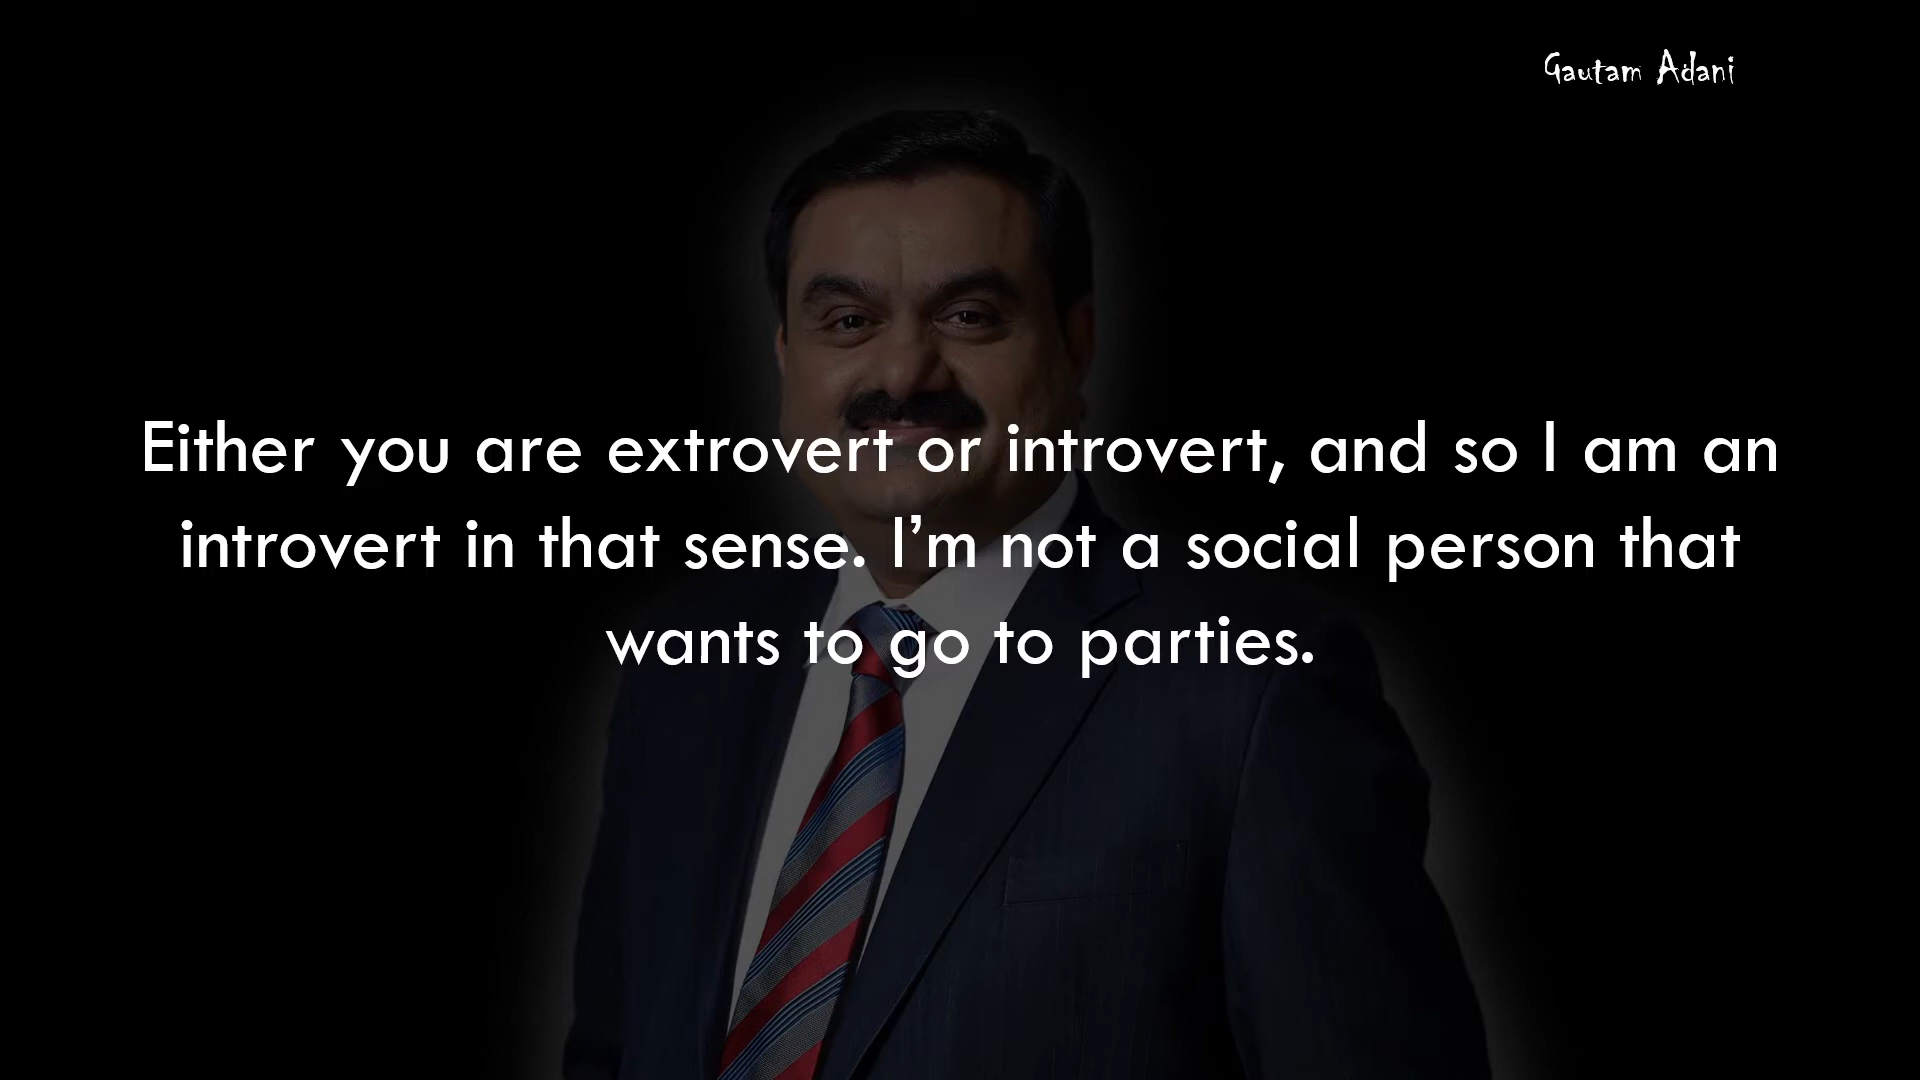 Gautam Adani
Either you are extrovert or introvert, and so I am an
introvert in that sense. I’m not a social person that
wants to go to parties.